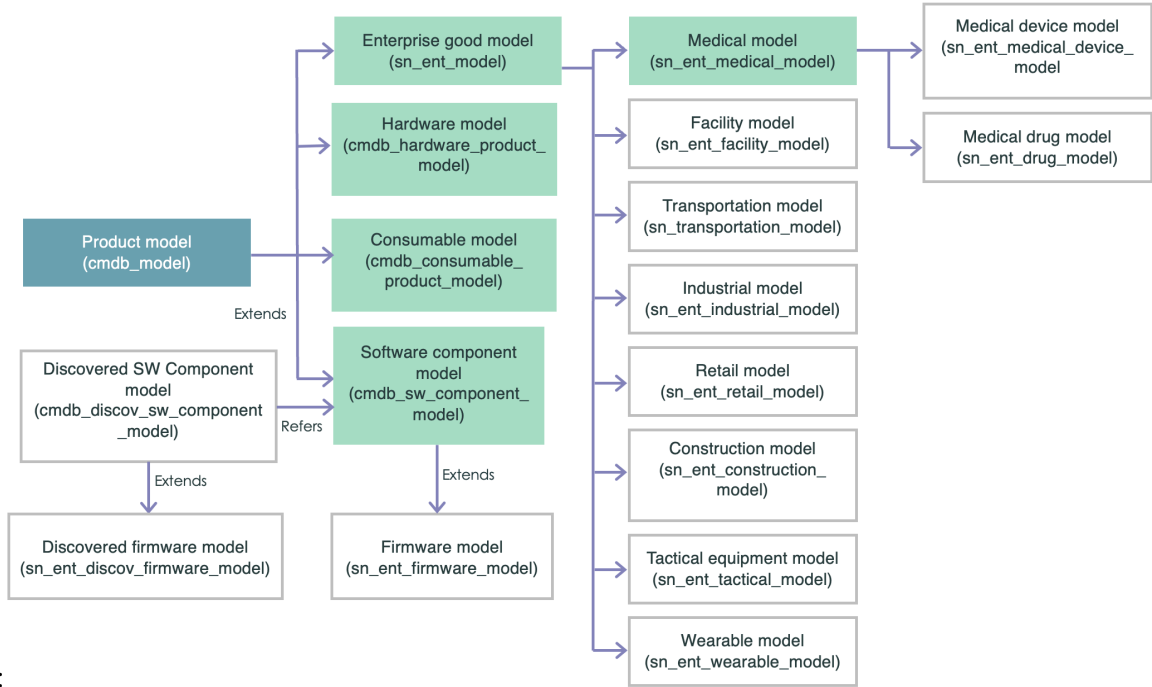 Enterprise good model
(sn_ent_model)
Medical model
(sn_ent_medical_model)
Medical device model
(sn_ent_medical_device_
model
Medical drug model
(sn_ent_drug_model)
Hardware model
(cmdb_hardware_product_
model)
Facility model
(sn_ent_facility_model)
Product model
(cmdb_model)
Consumable model
(cmdb_consumable_
product_model)
Transportation model
(sn_transportation_model)
Industrial model
(sn_ent_industrial_model)
Extends
Discovered SW Component
model
(cmdb_discov_sw_component
_model)
Refers
Software component
model
(cmdb_sw_component_
model)
Retail model
(sn_ent_retail_model)
Construction model
(sn_ent_construction_
model)
Extends
Extends
Discovered firmware model
(sn_ent_discov_firmware_model)
Firmware model
(sn_ent_firmware_model)
Tactical equipment model
(sn_ent_tactical_model)
Wearable model
(sn_ent_wearable_model)
: